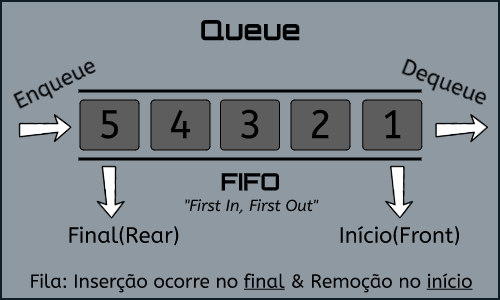 Queue
Enqueue
Dequeue
5 4 3 2 1
FIFO
"First In, First Out"
Final(Rear)
Início(Front)
Fila: Inserção ocorre no final & Remoção no início